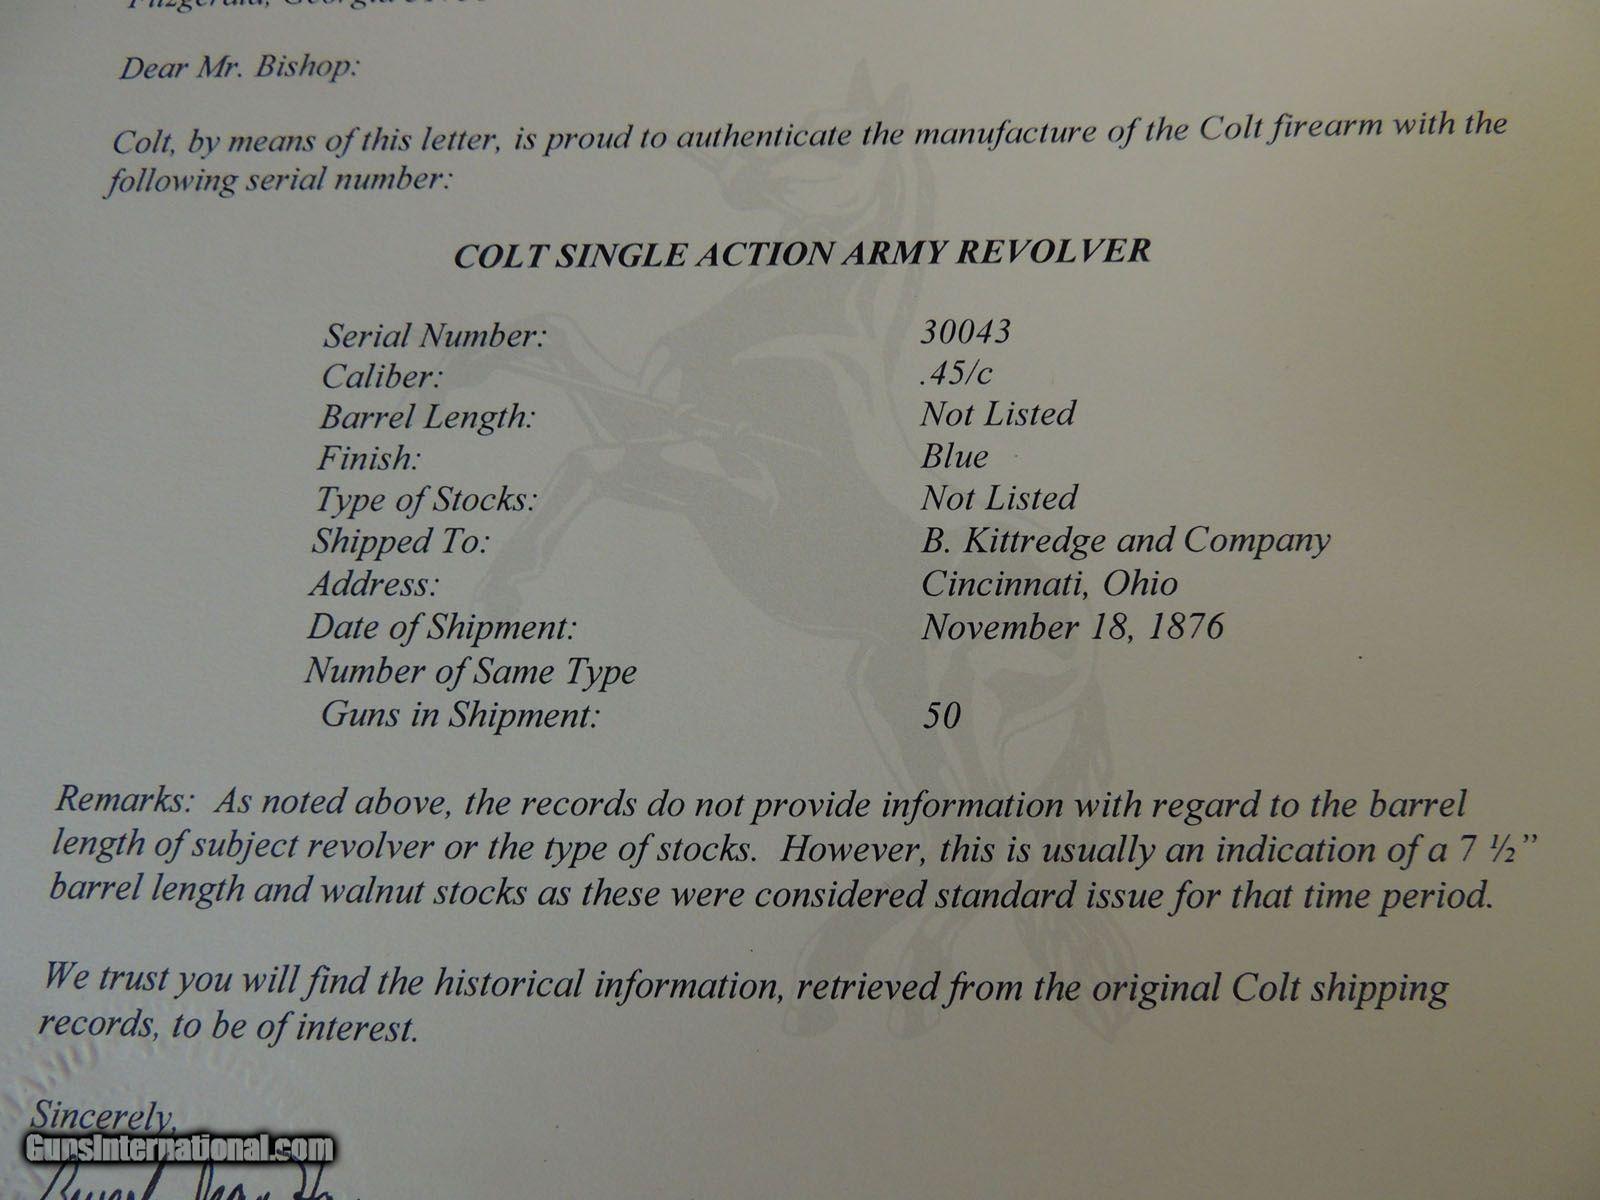 Fitzgerald, Georgia
Dear Mr. Bishop:
Colt, by means of this letter, is proud to authenticate the manufacture of the Colt firearm with the
following serial number:
COLT SINGLE ACTION ARMY REVOLVER
Serial Number: 30043
Caliber: .45/c
Barrel Length: Not Listed
Finish: Blue
Type of Stocks: Not Listed
Shipped To: B. Kittredge and Company
Address: Cincinnati, Ohio
Date of Shipment: November 18, 1876
Number of Same Type
Guns in Shipment: 50
Remarks: As noted above, the records do not provide information with regard to the barrel
length of subject revolver or the type of stocks. However, this is usually an indication of a 7 ½”
barrel length and walnut stocks as these were considered standard issue for that time period.
We trust you will find the historical information, retrieved from the original Colt shipping
records, to be of interest.
Sincerely,
GunsInternational.com